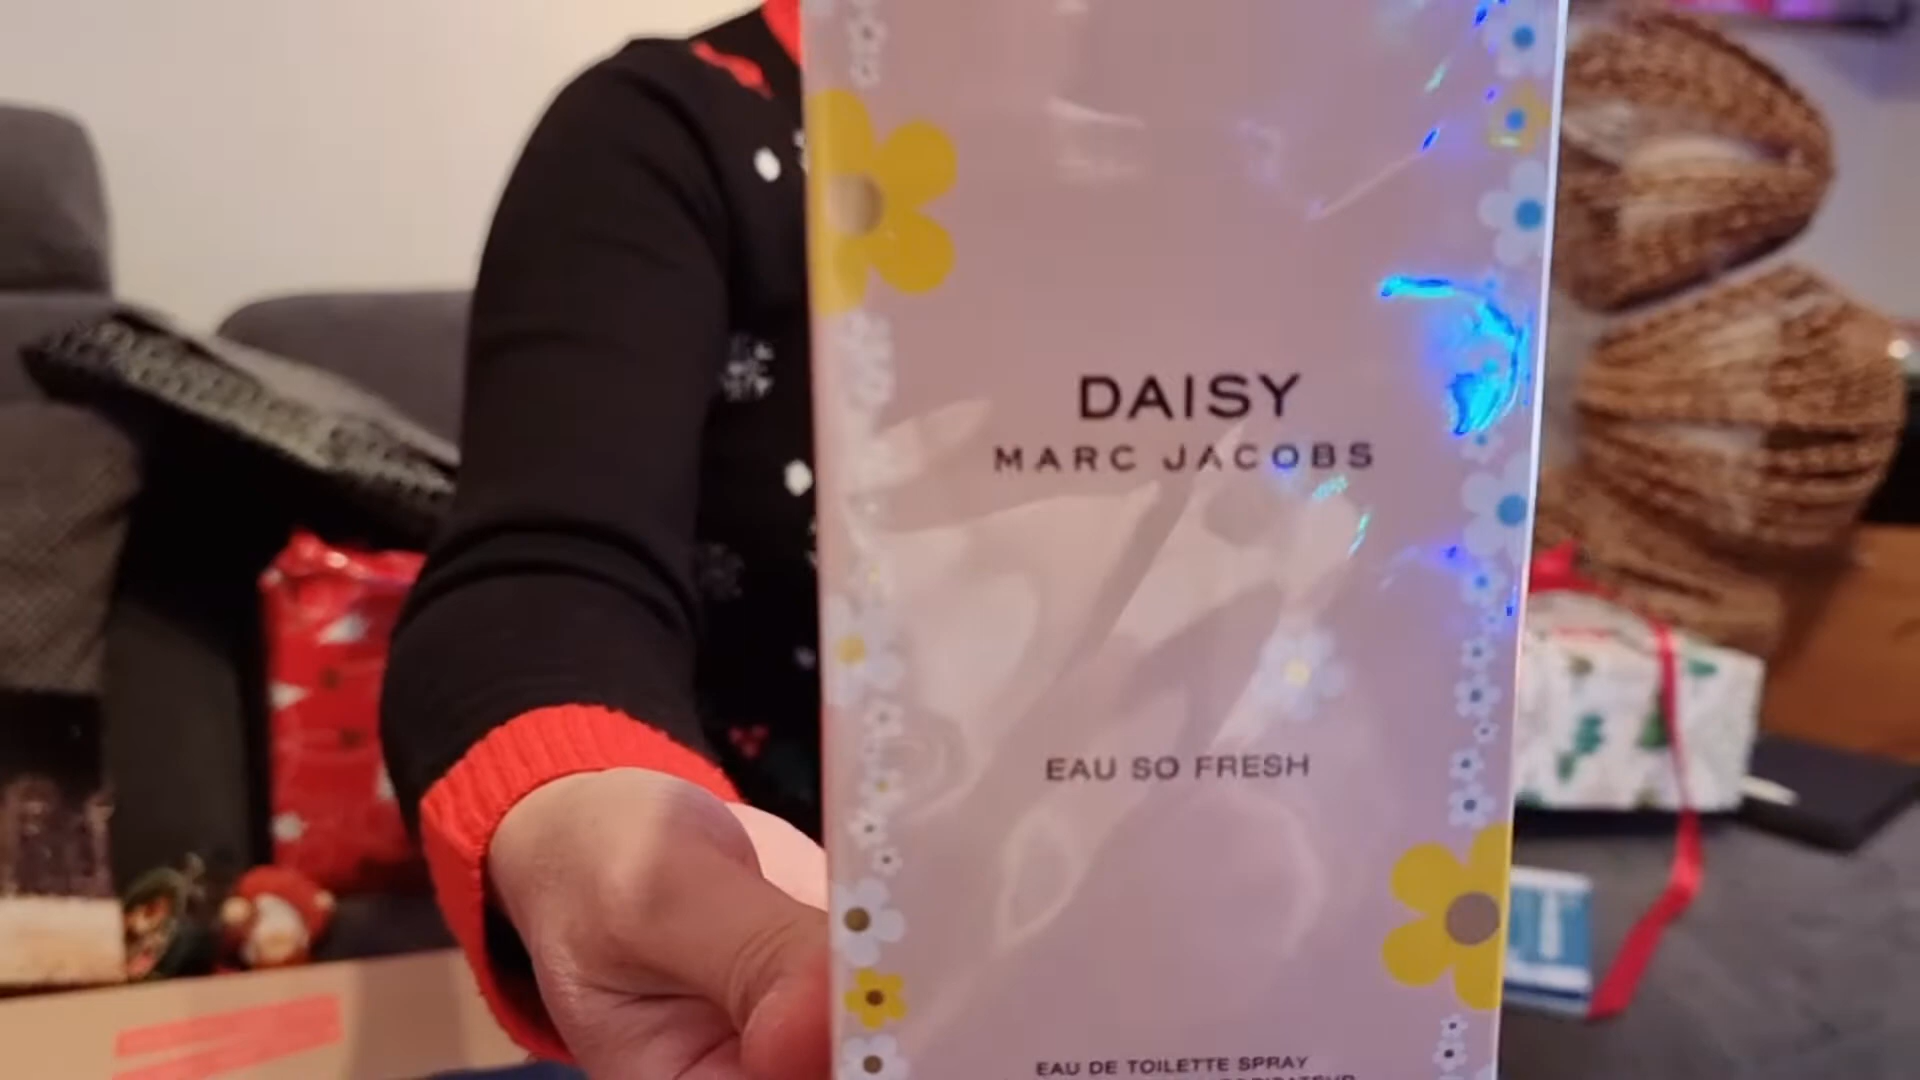 DAISY
MARC JACOBS
EAU SO FRESH
EAU DE TOILETTE SPRAY